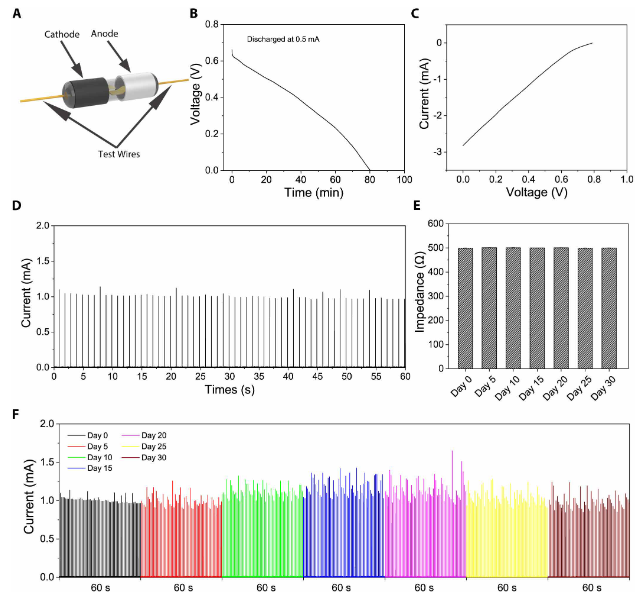 A
Cathode
Anode
Test Wires
B
Discharged at 0.5 mA
Voltage (V)
0.8
0.6
0.4
0.2
0.0
0 20 40 60 80 100
Time (min)
C
Current (mA)
0
-1
-2
-3
0.0 0.2 0.4 0.6 0.8 1.0
Voltage (V)
D
Current (mA)
2.0
1.5
1.0
0.5
0.0
0 5 10 15 20 25 30 35 40 45 50 55 60
Times (s)
E
Impedance (Ω)
600
500
400
300
200
100
0
Day 0 Day 5 Day 10 Day 15 Day 20 Day 25 Day 30
F
Current (mA)
2.0
1.5
1.0
0.5
0.0
Day 0 Day 20
Day 5 Day 25
Day 10 Day 30
Day 15
60 s 60 s 60 s 60 s 60 s 60 s 60 s